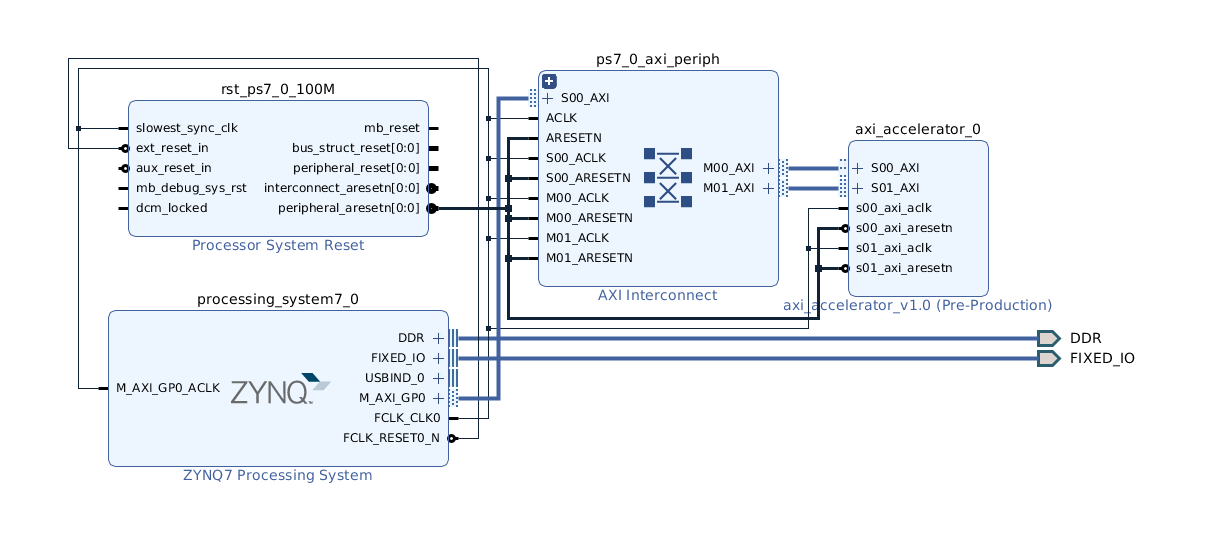 rst_ps7_0_100M
slowest_sync_clk
ext_reset_in
aux_reset_in
mb_debug_sys_rst
dcm_locked
mb_reset
bus_struct_reset[0:0]
peripheral_reset[0:0]
interconnect_aresetn[0:0]
peripheral_aresetn[0:0]
Processor System Reset
ps7_0_axi_periph
S00_AXI
ACLK
ARESETN
S00_ACLK
S00_ARESETN
M00_ACLK
M00_ARESETN
M01_ACLK
M01_ARESETN
M00_AXI
M01_AXI
AXI Interconnect
axi_accelerator_0
S00_AXI
S01_AXI
s00_axi_aclk
s00_axi_aresetn
s01_axi_aclk
s01_axi_aresetn
axi_accelerator_v1.0 (Pre-Production)
processing_system7_0
M_AXI_GP0_ACLK
ZYNQ
DDR
FIXED_IO
USBIND_0
M_AXI_GP0
FCLK_CLK0
FCLK_RESET0_N
ZYNQ7 Processing System
DDR
FIXED_IO